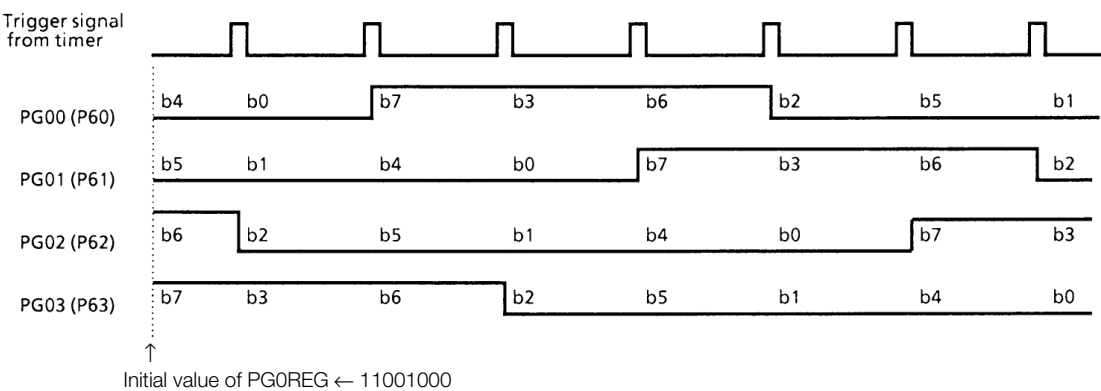 Trigger signal
from timer
PG00 (P60) b4 b0 b7 b3 b6 b2 b5 b1
PG01 (P61) b5 b1 b4 b0 b7 b3 b6 b2
PG02 (P62) b6 b2 b5 b1 b4 b0 b7 b3
PG03 (P63) b7 b3 b6 b2 b5 b1 b4 b0
↑
Initial value of PG0REG ← 11001000